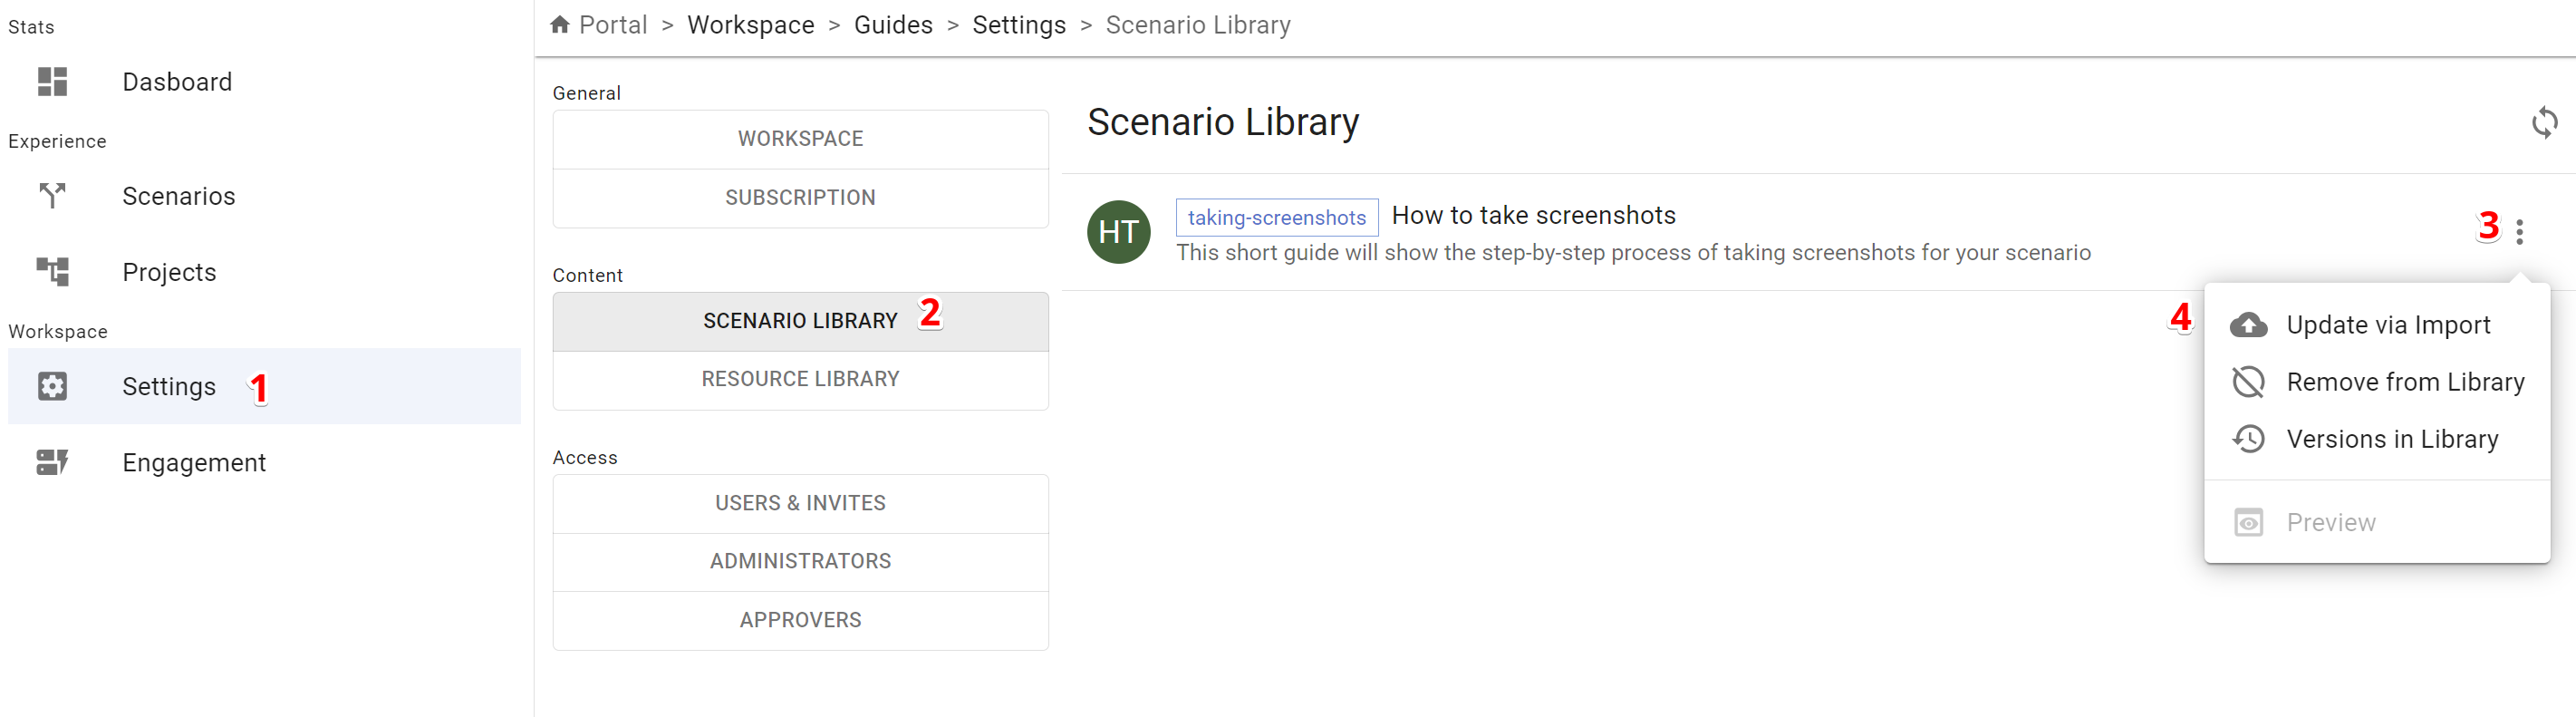 Stats
Dasboard
Experience
Scenarios
Projects
Workspace
Settings 1
Engagement
Portal > Workspace > Guides > Settings > Scenario Library
General
WORKSPACE
SUBSCRIPTION
Content
SCENARIO LIBRARY 2
RESOURCE LIBRARY
Access
USERS & INVITES
ADMINISTRATORS
APPROVERS
Scenario Library
HT
taking-screenshots How to take screenshots
This short guide will show the step-by-step process of taking screenshots for your scenario
3
4
Update via Import
Remove from Library
Versions in Library
Preview